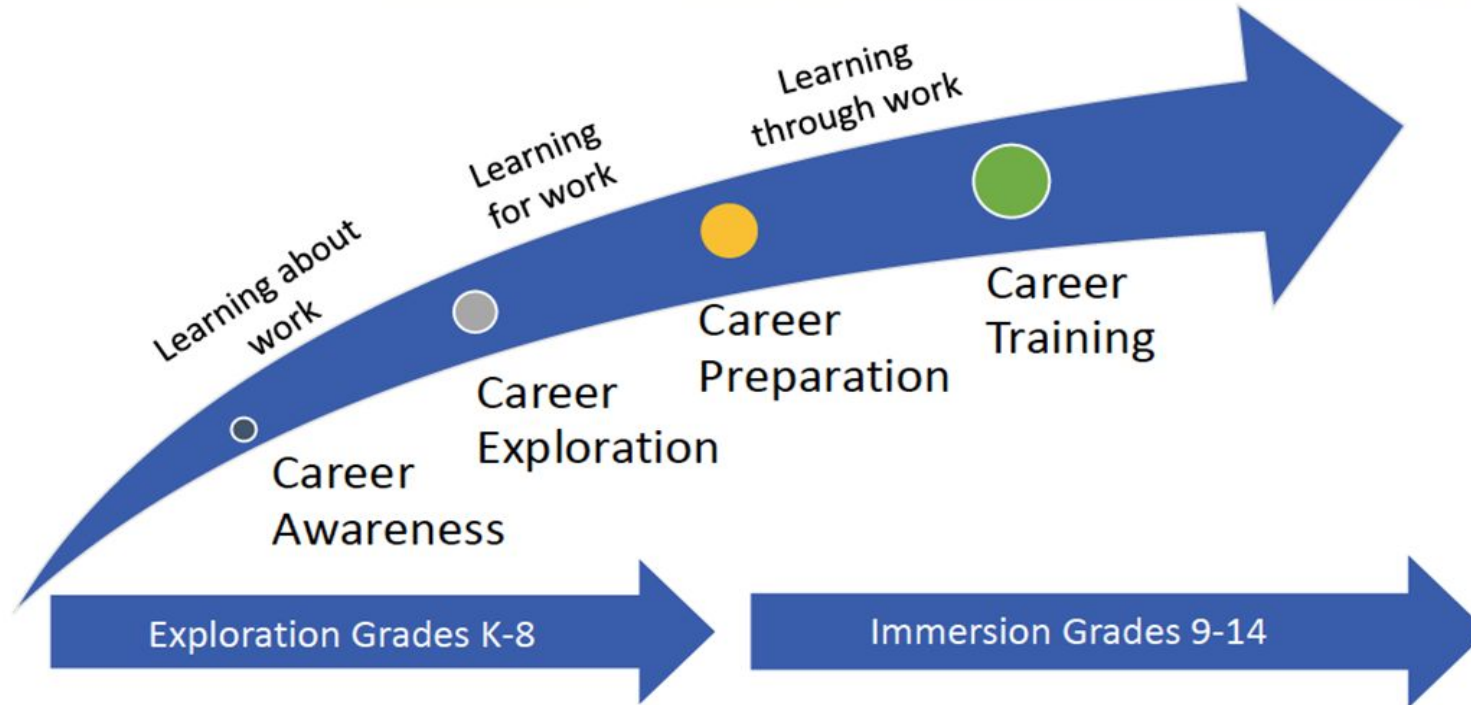 Learning about
work
Learning
for work
Learning
through work
Career
Awareness
Career
Exploration
Career
Preparation
Career
Training
Exploration Grades K-8
Immersion Grades 9-14